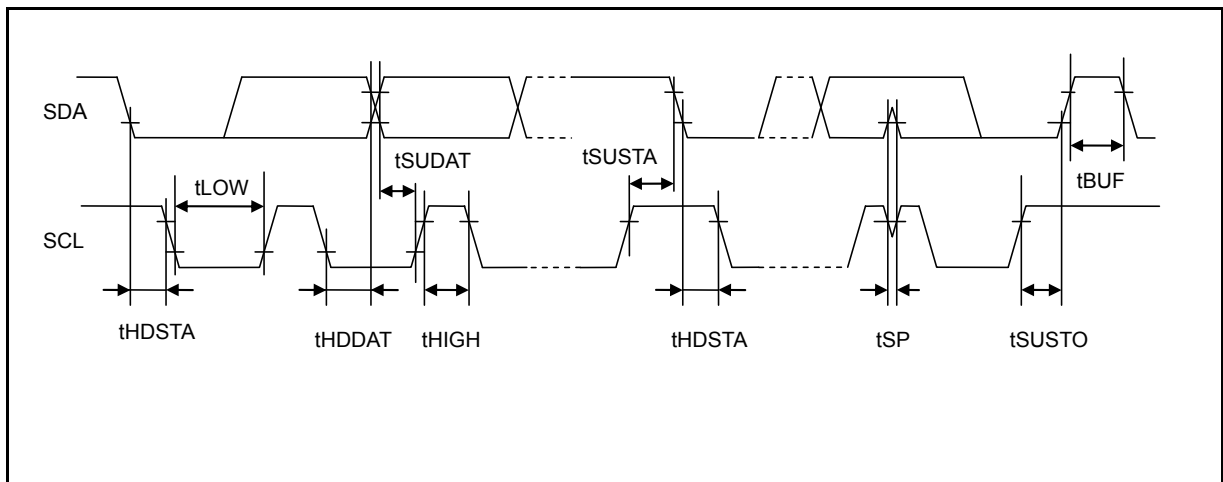 SDA
tSUDAT
tSUSTA
tBUF
tLOW
SCL
tHDSTA
tHDDAT
tHIGH
tHDSTA
tSP
tSUSTO